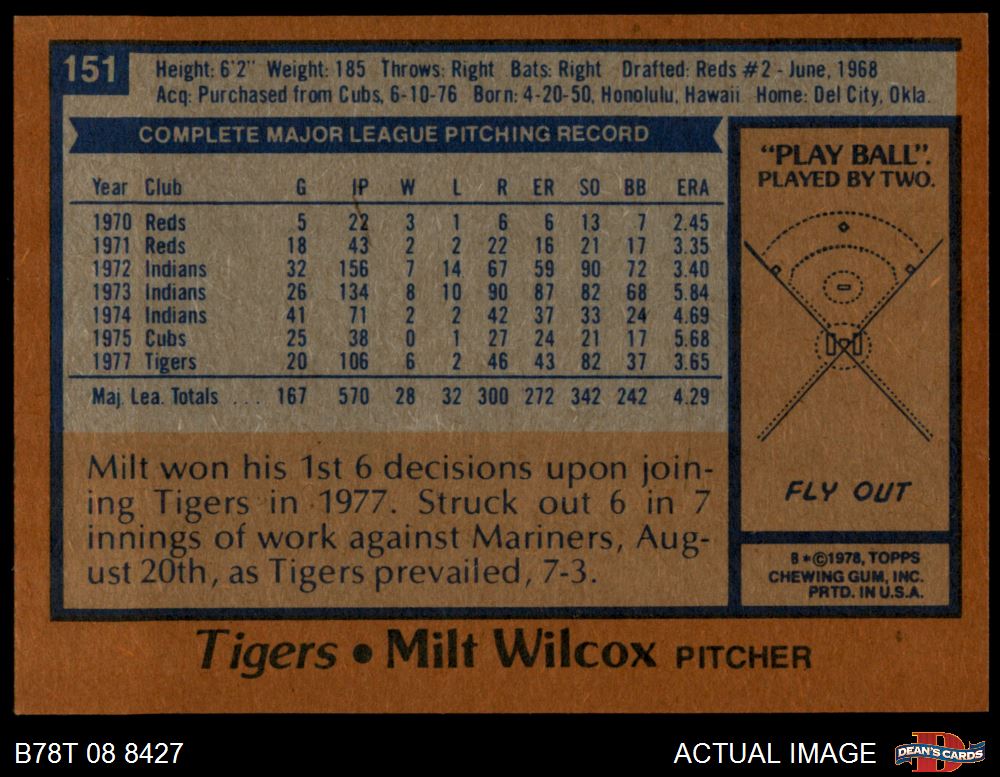 151
Height: 6'2" Weight: 185 Throws: Right Bats: Right Drafted: Reds #2 - June, 1968
Acq: Purchased from Cubs, 6-10-76 Born: 4-20-50, Honolulu, Hawaii Home: Del City, Okla.
COMPLETE MAJOR LEAGUE PITCHING RECORD
Year Club G IP W L R ER SO BB ERA
1970 Reds 5 22 3 1 6 6 13 7 2.45
1971 Reds 18 43 2 2 22 16 21 17 3.35
1972 Indians 32 156 7 14 67 59 90 72 3.40
1973 Indians 26 134 8 10 90 87 82 68 5.84
1974 Indians 41 71 2 2 42 37 33 24 4.69
1975 Cubs 25 38 0 1 27 24 21 17 5.68
1977 Tigers 20 106 6 2 46 43 82 37 3.65
Maj. Lea. Totals ... 167 570 28 32 300 272 342 242 4.29
Milt won his 1st 6 decisions upon join-
ing Tigers in 1977. Struck out 6 in 7
innings of work against Mariners, Aug-
ust 20th, as Tigers prevailed, 7-3.
"PLAY BALL".
PLAYED BY TWO.
FLY OUT
B*©1978, TOPPS
CHEWING GUM, INC.
PRTD. IN U.S.A.
Tigers • Milt Wilcox PITCHER
B78T 08 8427
ACTUAL IMAGE
D
DEAN'S CARDS